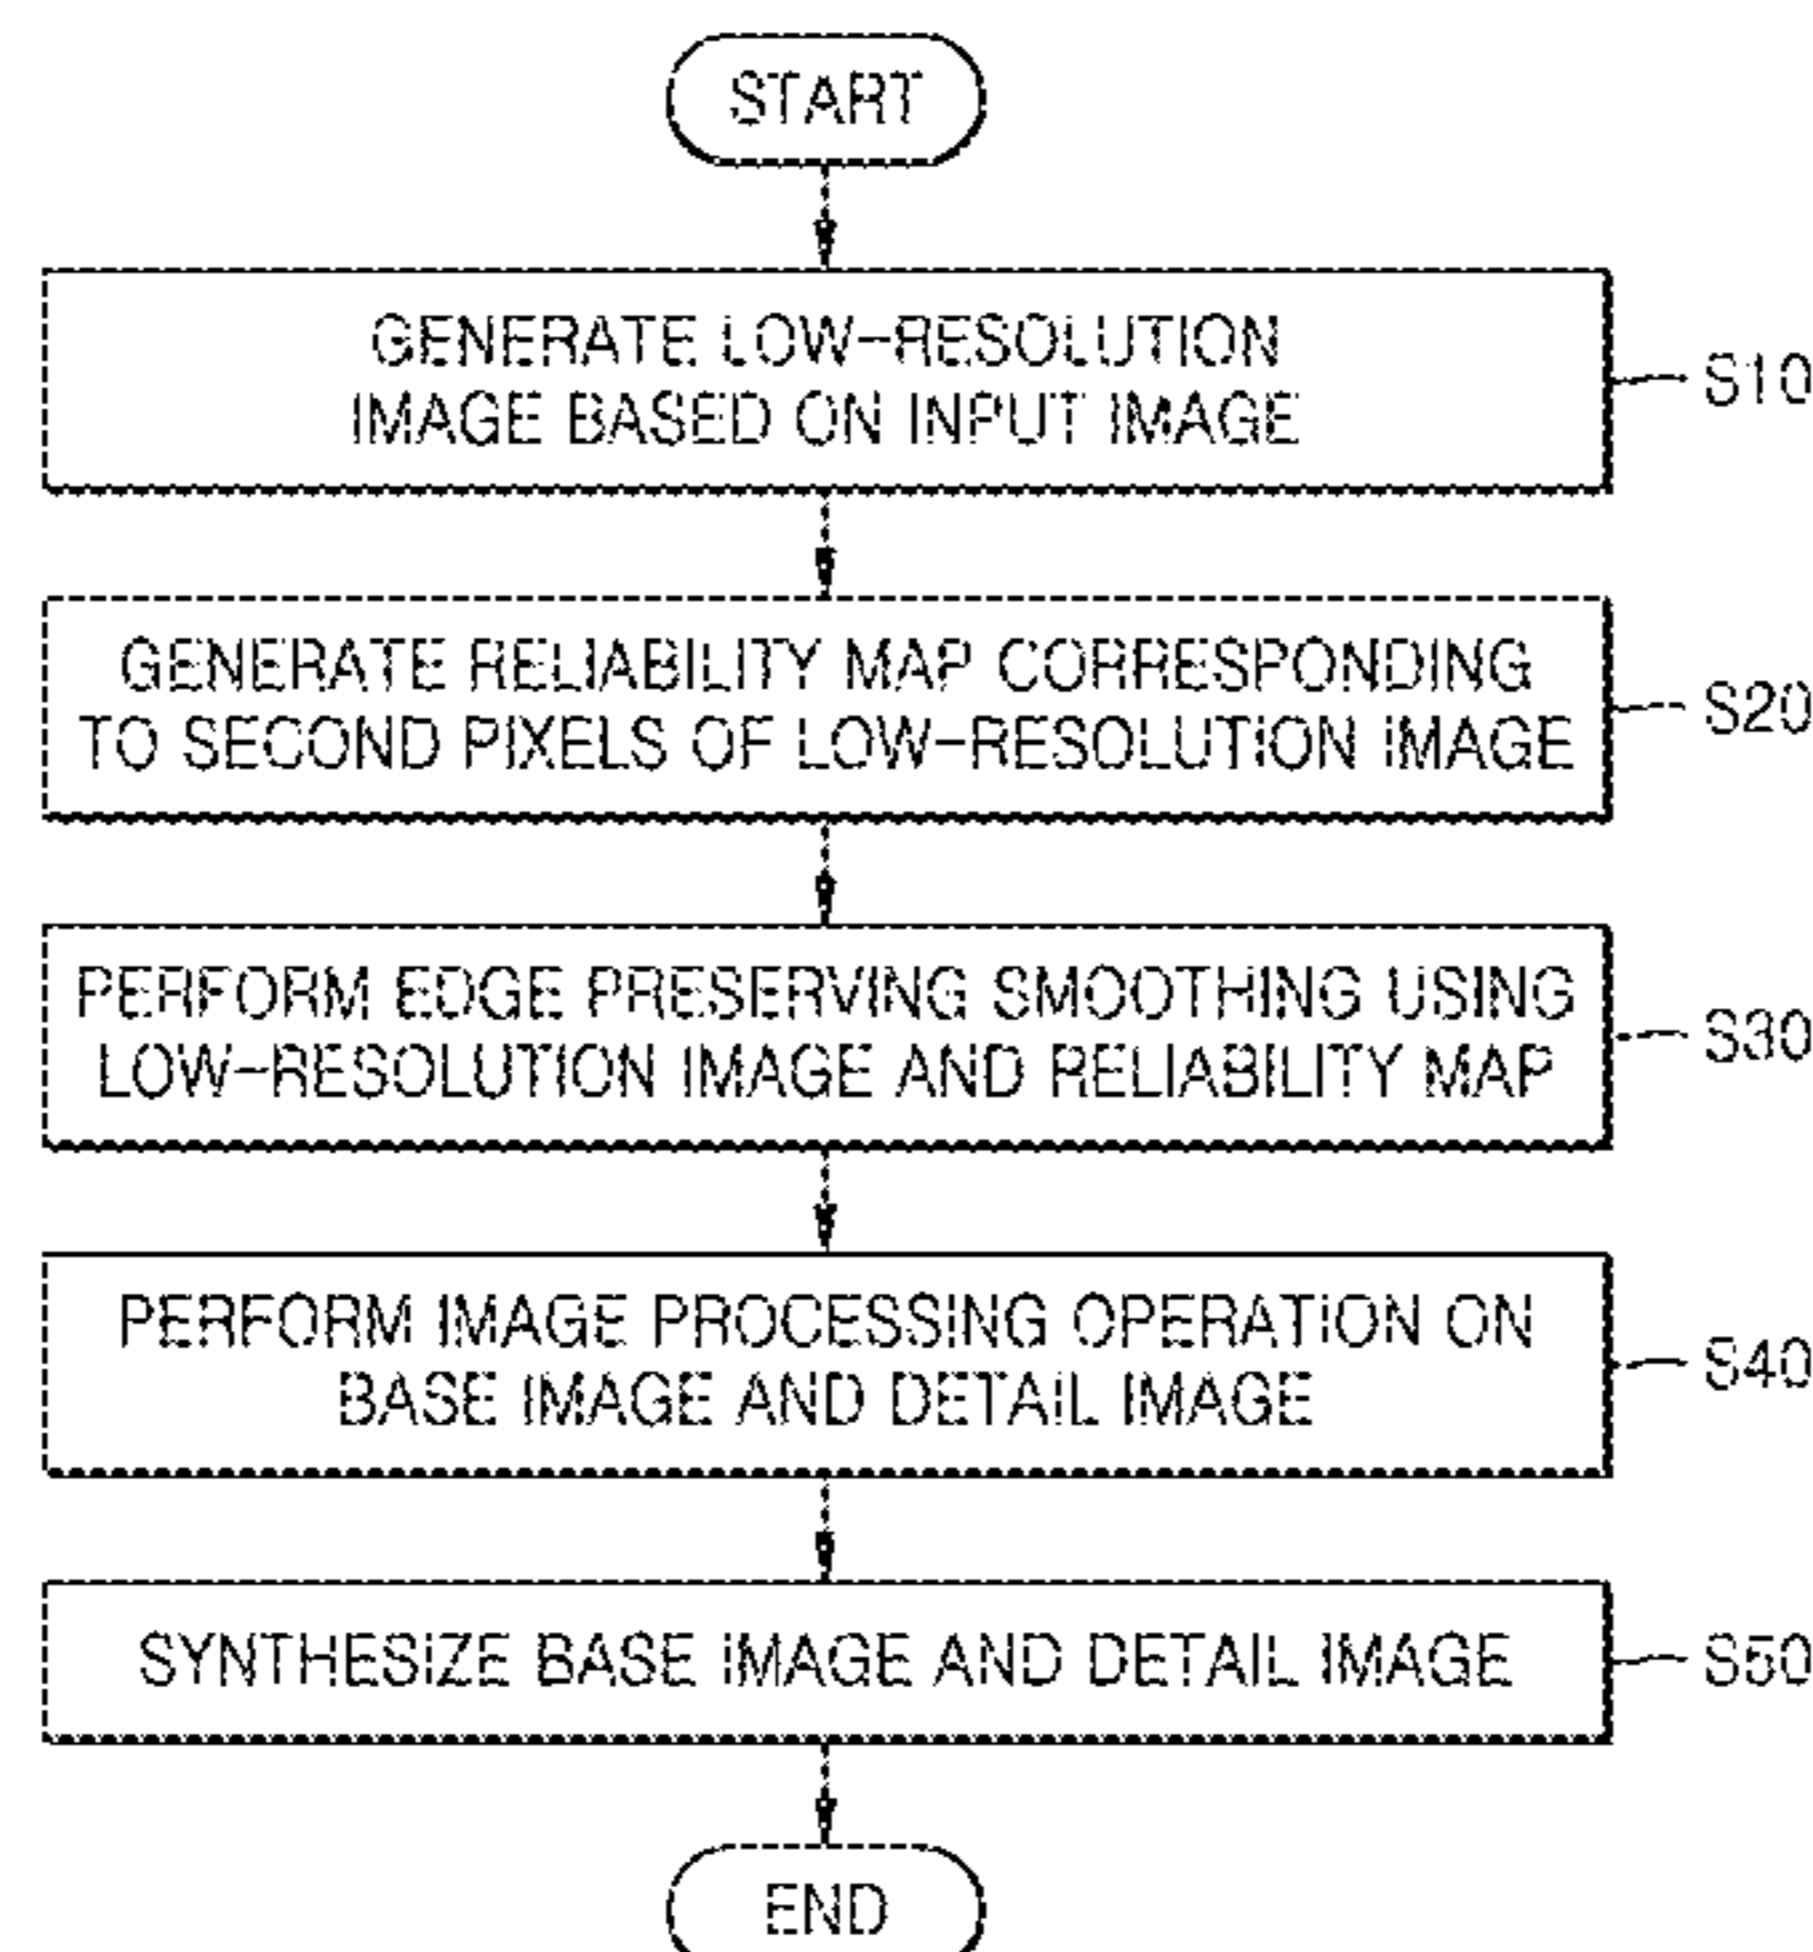 START
GENERATE LOW-RESOLUTION
IMAGE BASED ON INPUT IMAGE
S10
GENERATE RELIABILITY MAP CORRESPONDING
TO SECOND PIXELS OF LOW-RESOLUTION IMAGE
S20
PERFORM EDGE PRESERVING SMOOTHING USING
LOW-RESOLUTION IMAGE AND RELIABILITY MAP
S30
PERFORM IMAGE PROCESSING OPERATION ON
BASE IMAGE AND DETAIL IMAGE
S40
SYNTHESIZE BASE IMAGE AND DETAIL IMAGE
S50
END